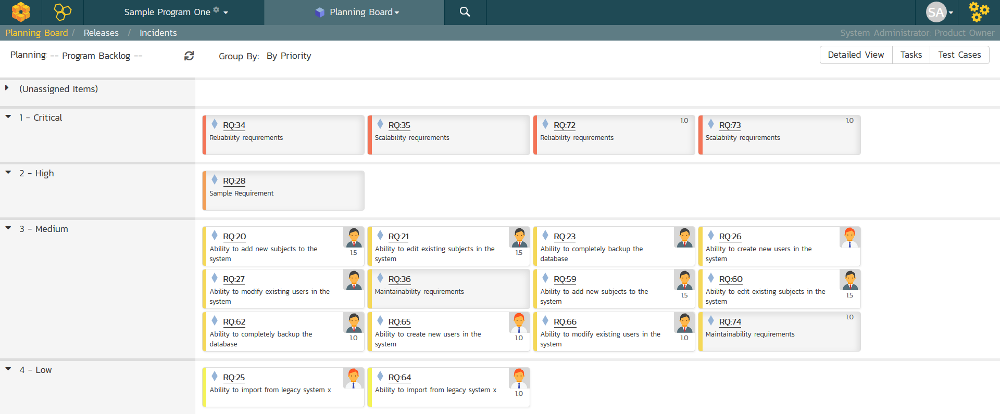 Sample Program One
Planning Board
SA
Planning Board / Releases / Incidents
System Administrator: Product Owner
Planning: -- Program Backlog --
Group By: By Priority
Detailed View
Tasks
Test Cases
(Unassigned Items)
1 - Critical
RQ:34
Reliability requirements
RQ:35
Scalability requirements
RQ:72
1.0
Reliability requirements
RQ:73
1.0
Scalability requirements
2 - High
RQ:28
Sample Requirement
3 - Medium
RQ:20
Ability to add new subjects to the
system
1.5
RQ:21
Ability to edit existing subjects in the
system
1.5
RQ:23
Ability to completely backup the
database
RQ:26
Ability to create new users in the
system
RQ:27
Ability to modify existing users in the
system
RQ:36
Maintainability requirements
RQ:59
Ability to add new subjects to the
system
1.5
RQ:60
Ability to edit existing subjects in the
system
1.5
RQ:62
Ability to completely backup the
database
1.0
RQ:65
Ability to create new users in the
system
1.0
RQ:66
Ability to modify existing users in the
system
1.0
RQ:74
1.0
Maintainability requirements
4 - Low
RQ:25
Ability to import from legacy system x
RQ:64
Ability to import from legacy system x
1.0